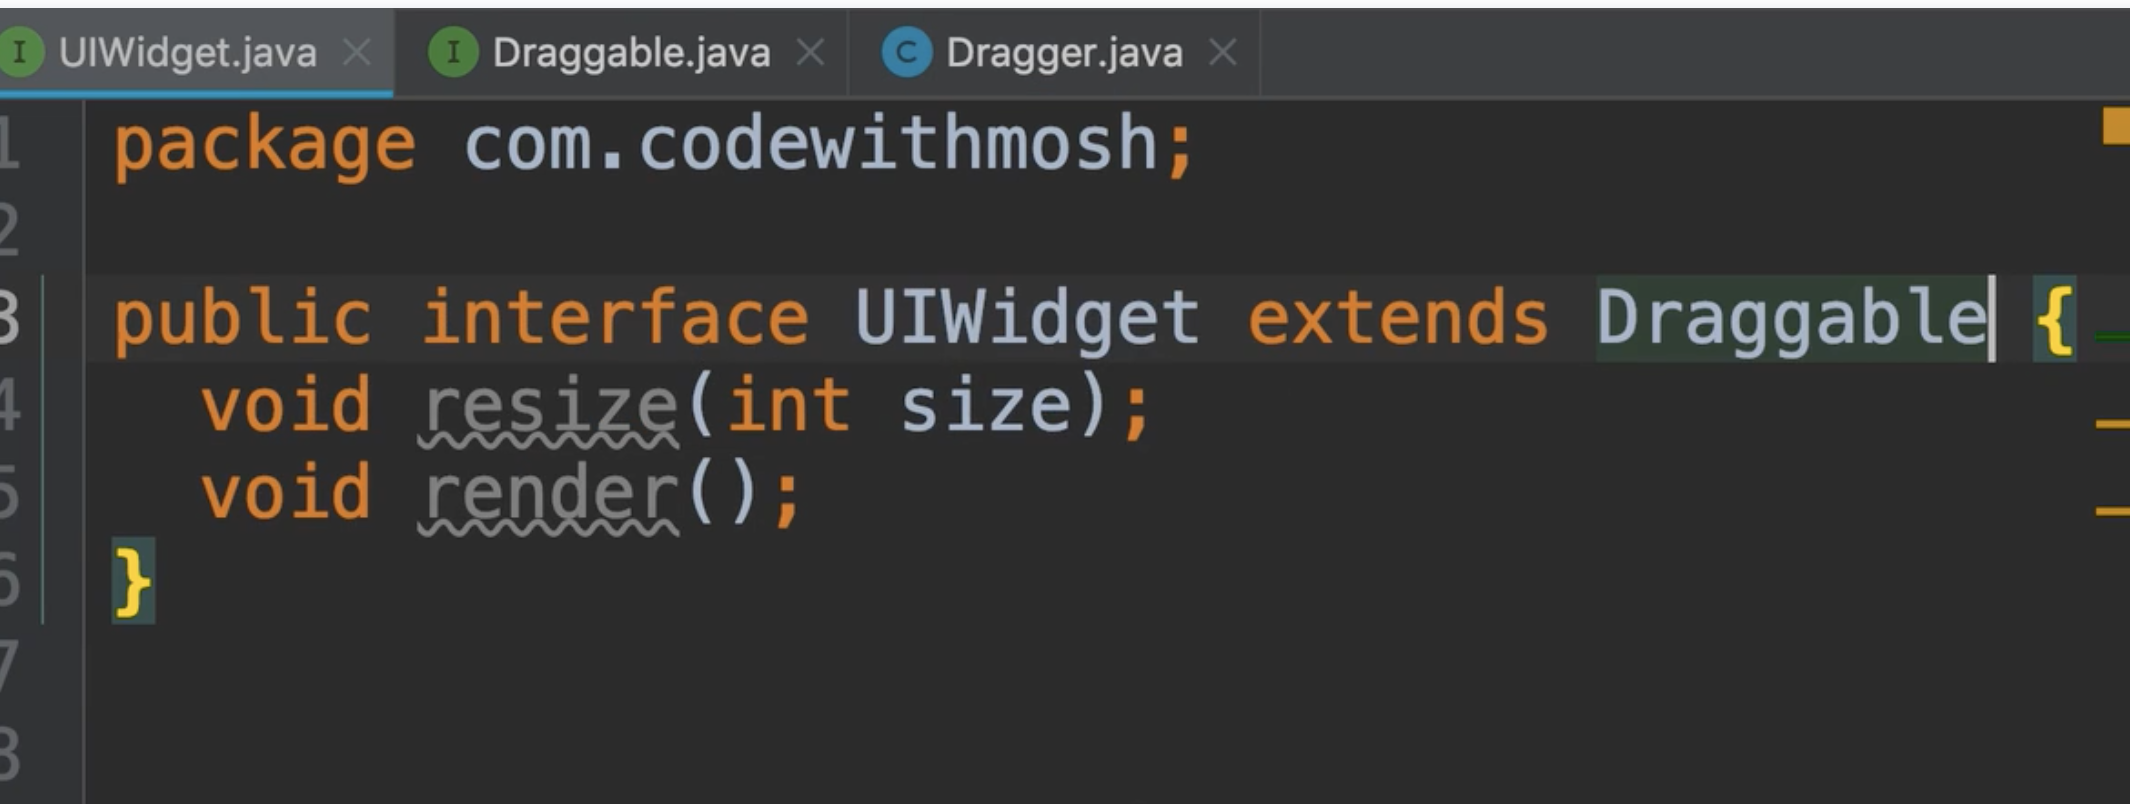 I UIWidget.java × I Draggable.java × C Dragger.java ×
1 package com.codewithmosh;
2
3 public interface UIWidget extends Draggable {
4   void resize(int size);
5   void render();
6 }
7
8